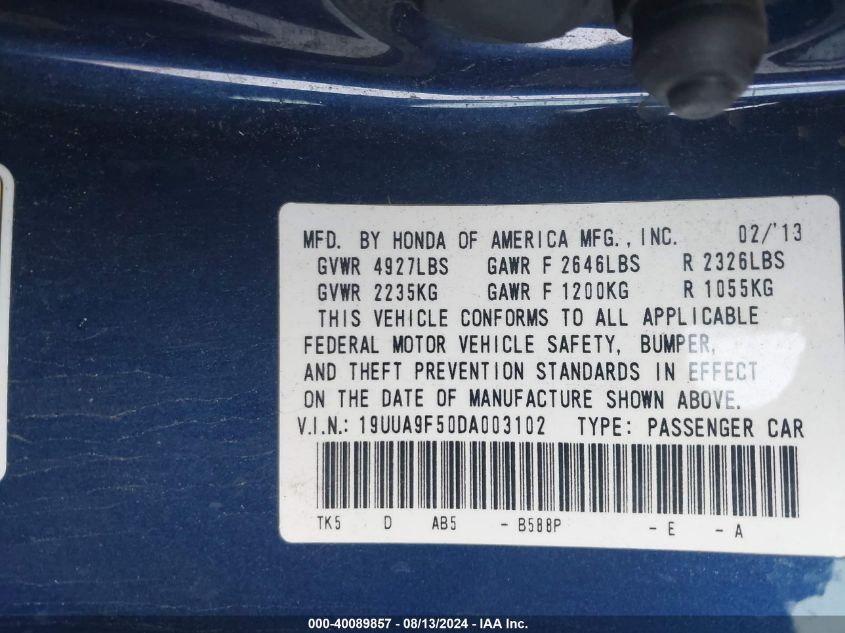 MFD. BY HONDA OF AMERICA MFG., INC. 02/'13
GVWR 4927LBS GAWR F 2646LBS R 2326LBS
GVWR 2235KG GAWR F 1200KG R 1055KG
THIS VEHICLE CONFORMS TO ALL APPLICABLE
FEDERAL MOTOR VEHICLE SAFETY, BUMPER,
AND THEFT PREVENTION STANDARDS IN EFFECT
ON THE DATE OF MANUFACTURE SHOWN ABOVE.
V.I.N.: 19UUA9F50DA003102 TYPE: PASSENGER CAR
TK5 D AB5 - B588P - E - A
000-40089857 - 08/13/2024 - IAA Inc.